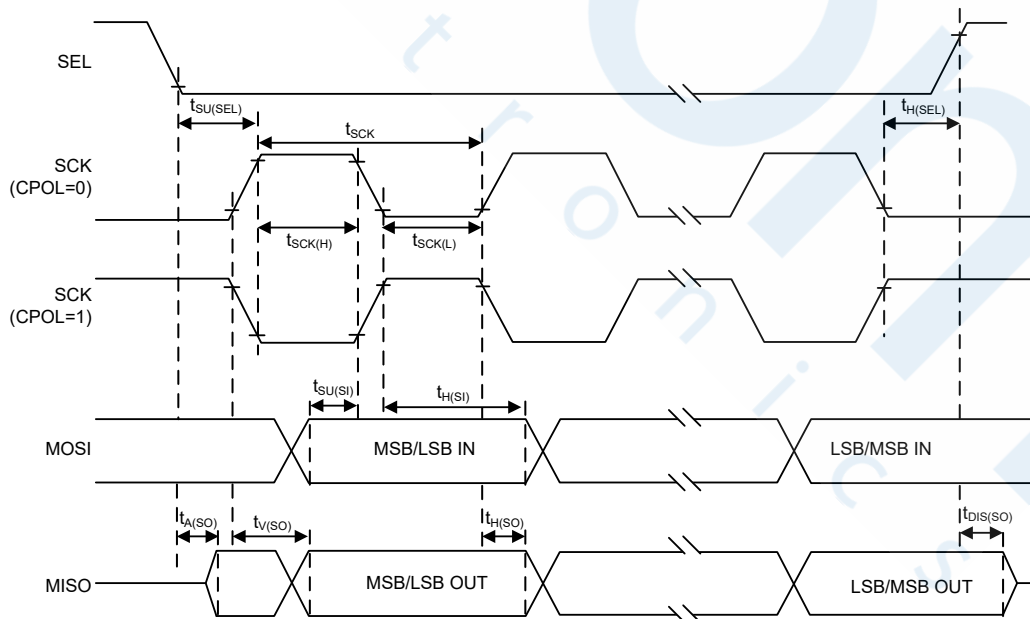 SEL
tSU(SEL)
tH(SEL)
tSCK
SCK
(CPOL=0)
tSCK(H)
tSCK(L)
SCK
(CPOL=1)
tSU(SI)
tH(SI)
MOSI
MSB/LSB IN
LSB/MSB IN
tA(SO)
tV(SO)
tH(SO)
tDIS(SO)
MISO
MSB/LSB OUT
LSB/MSB OUT
t r o n i c s
on